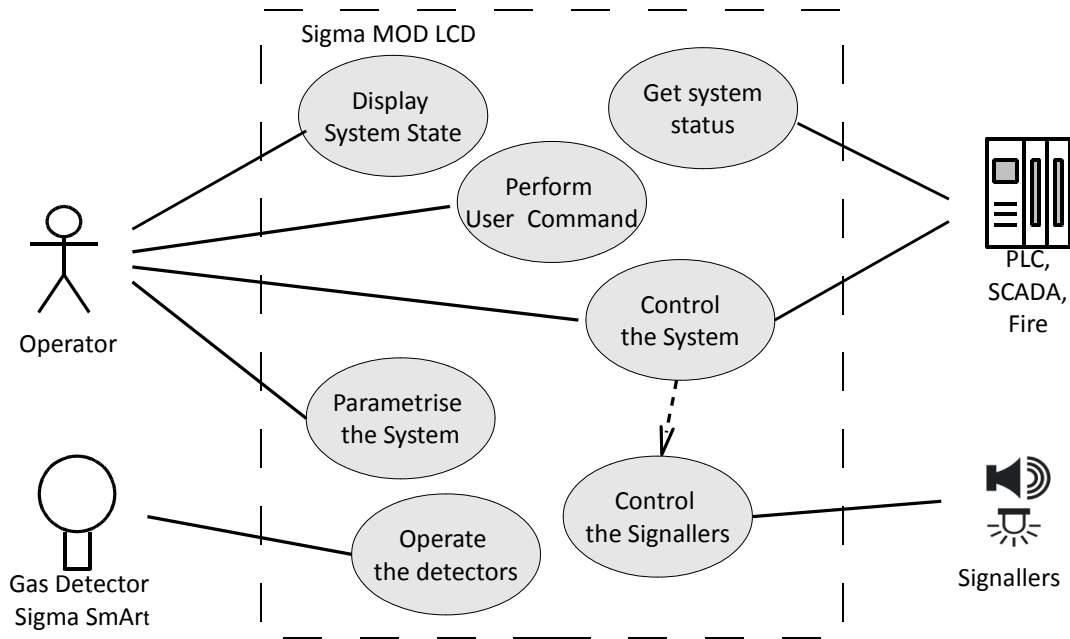 Sigma MOD LCD
Display
System State
Get system
status
Perform
User Command
Operator
PLC,
SCADA,
Fire
Control
the System
Parametrise
the System
Gas Detector
Sigma SmArt
Operate
the detectors
Control
the Signallers
Signallers